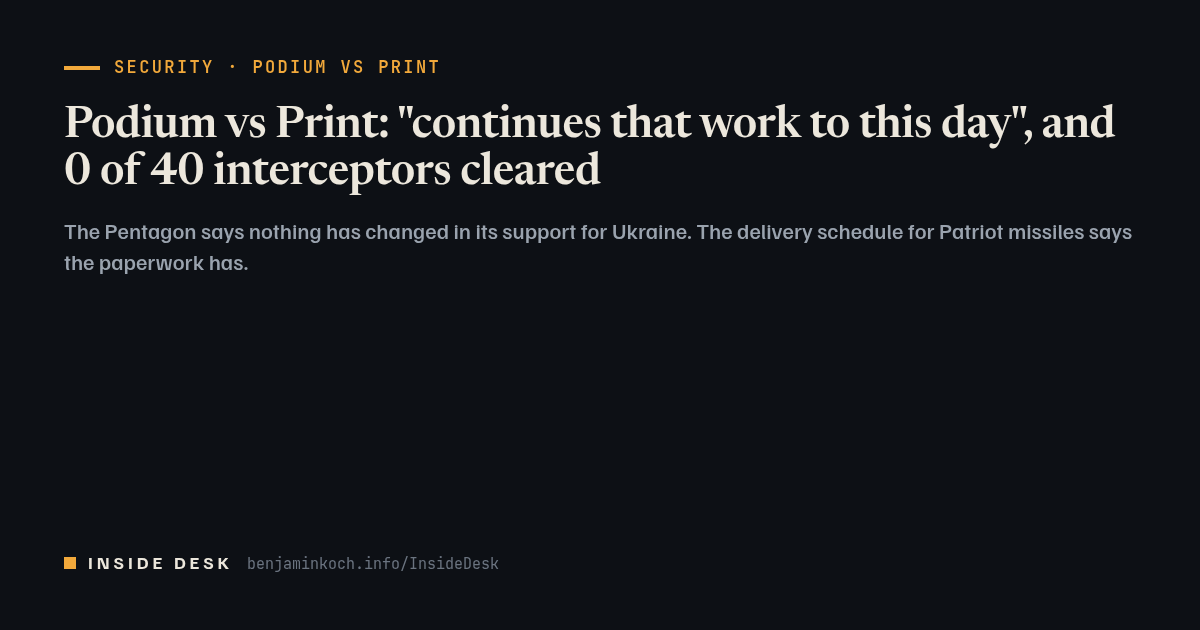 SECURITY · PODIUM VS PRINT
Podium vs Print: "continues that work to this day", and
0 of 40 interceptors cleared
The Pentagon says nothing has changed in its support for Ukraine. The delivery schedule for Patriot missiles says
the paperwork has.
INSIDE DESK benjaminkoch.info/InsideDesk